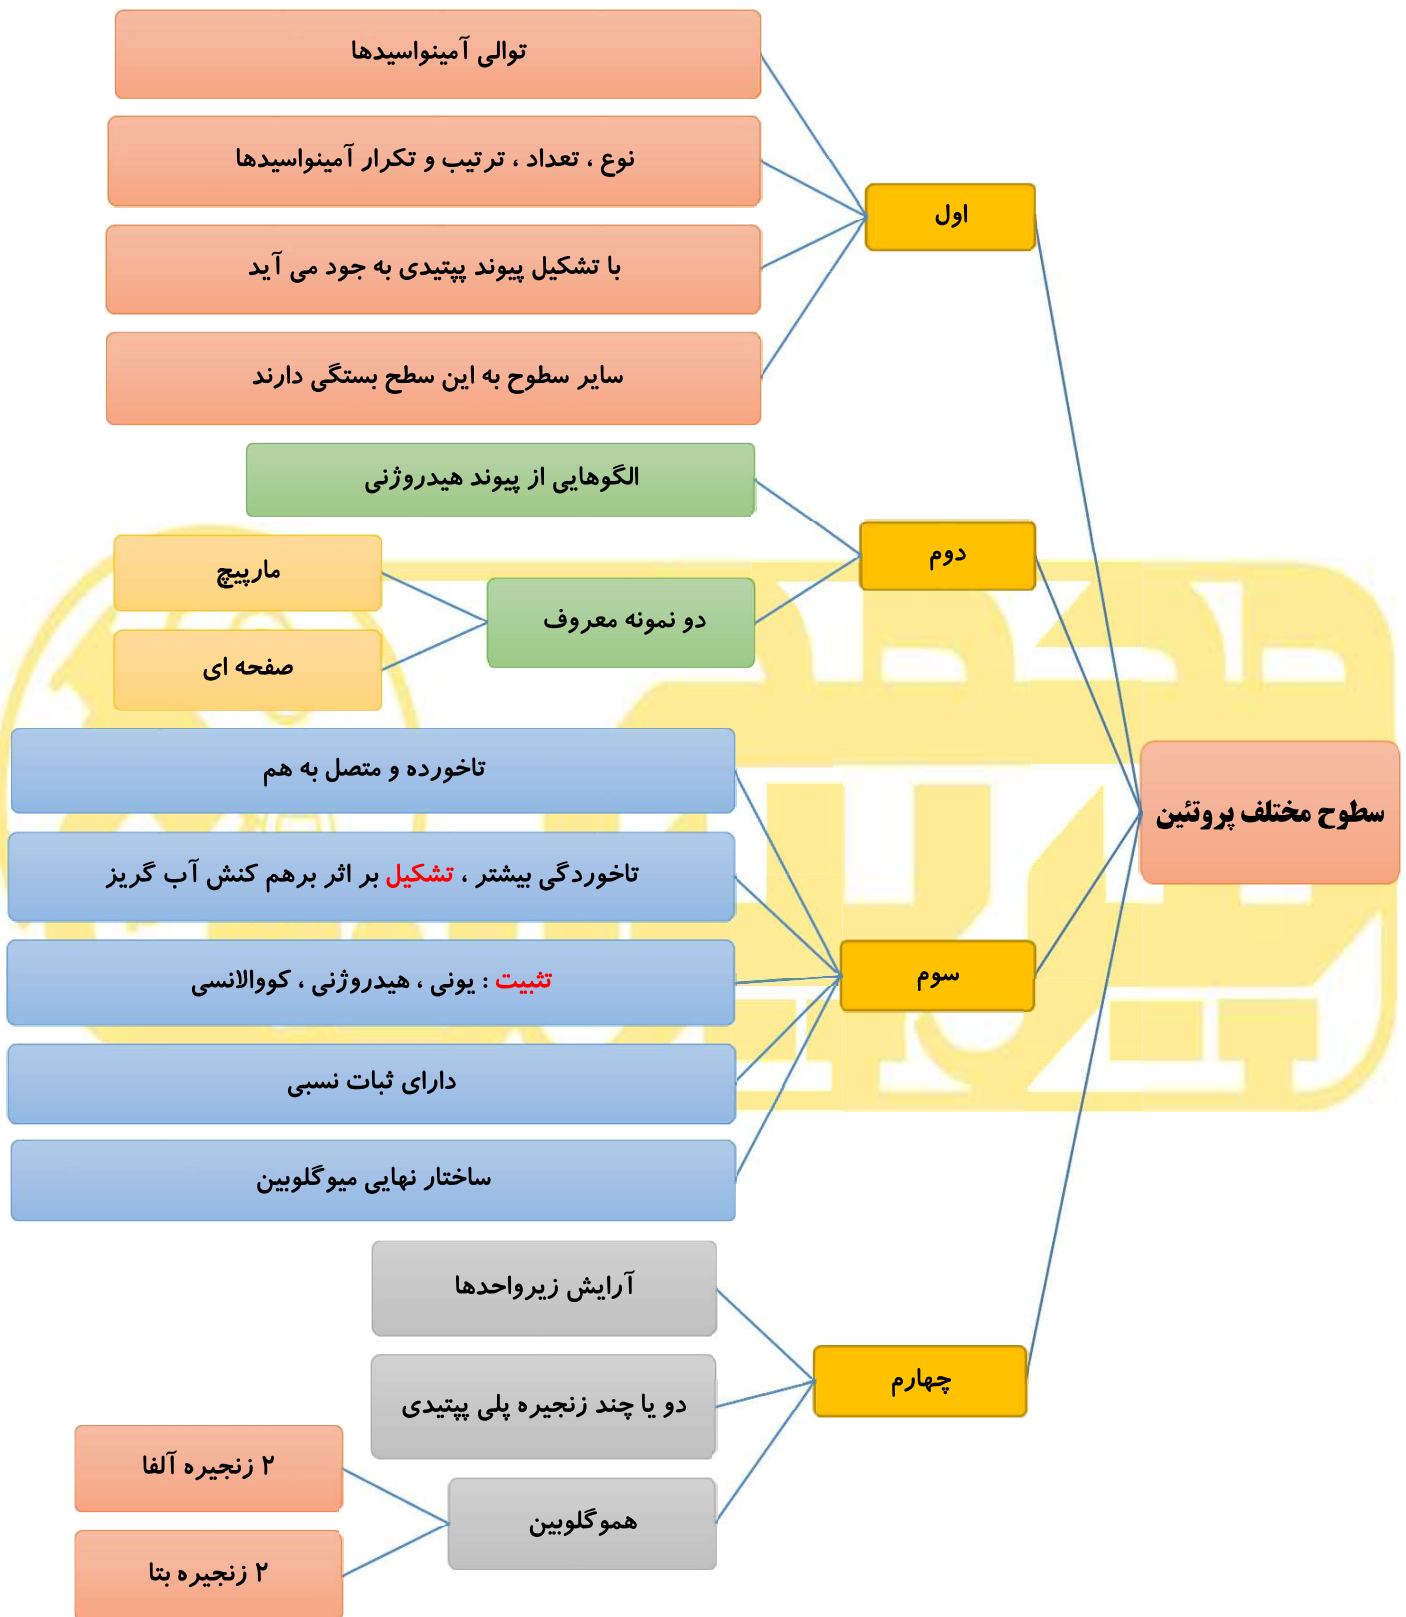 سطوح مختلف پروتئین
اول
توالی آمینواسیدها
نوع ، تعداد ، ترتیب و تکرار آمینواسیدها
با تشکیل پیوند پپتیدی به جود می آید
سایر سطوح به این سطح بستگی دارند
دوم
الگوهایی از پیوند هیدروژنی
دو نمونه معروف
مارپیچ
صفحه ای
سوم
تاخورده و متصل به هم
تاخوردگی بیشتر ، تشکیل بر اثر برهم کنش آب گریز
تثبیت : یونی ، هیدروژنی ، کووالانسی
دارای ثبات نسبی
ساختار نهایی میوگلوبین
چهارم
آرایش زیرواحدها
دو یا چند زنجیره پلی پپتیدی
هموگلوبین
۲ زنجیره آلفا
۲ زنجیره بتا